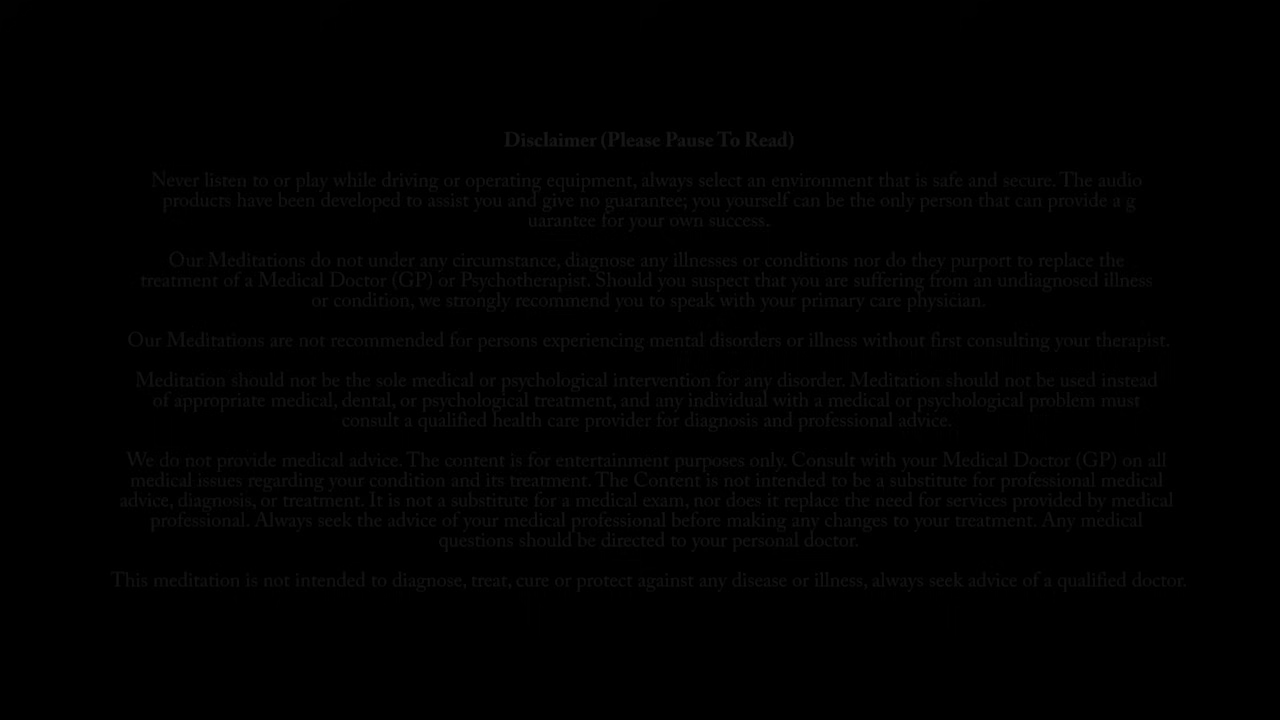 Disclaimer (Please Pause To Read)
Never listen to or play while driving or operating equipment, always select an environment that is safe and secure. The audio
products have been developed to assist you and give no guarantee; you yourself can be the only person that can provide a g
uarantee for your own success.
Our Meditations do not under any circumstance, diagnose any illnesses or conditions nor do they purport to replace the
treatment of a Medical Doctor (GP) or Psychotherapist. Should you suspect that you are suffering from an undiagnosed illness
or condition, we strongly recommend you to speak with your primary care physician.
Our Meditations are not recommended for persons experiencing mental disorders or illness without first consulting your therapist.
Meditation should not be the sole medical or psychological intervention for any disorder. Meditation should not be used instead
of appropriate medical, dental, or psychological treatment, and any individual with a medical or psychological problem must
consult a qualified health care provider for diagnosis and professional advice.
We do not provide medical advice. The content is for entertainment purposes only. Consult with your Medical Doctor (GP) on all
medical issues regarding your condition and its treatment. The Content is not intended to be a substitute for professional medical
advice, diagnosis, or treatment. It is not a substitute for a medical exam, nor does it replace the need for services provided by medical
professional. Always seek the advice of your medical professional before making any changes to your treatment. Any medical
questions should be directed to your personal doctor.
This meditation is not intended to diagnose, treat, cure or protect against any disease or illness, always seek advice of a qualified doctor.